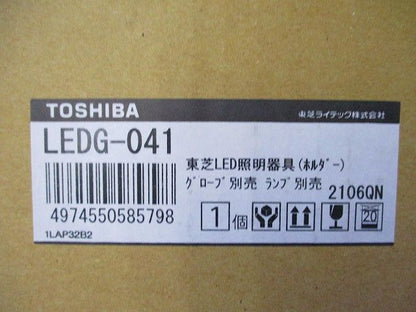 TOSHIBA
東芝ライテック株式会社
LEDG-041
東芝LED照明器具(ﾎﾙﾀﾞｰ)
ｸﾞﾛｰﾌﾞ別売 ﾗﾝﾌﾟ別売
2106QN
4974550585798
1個
20
1LAP32B2